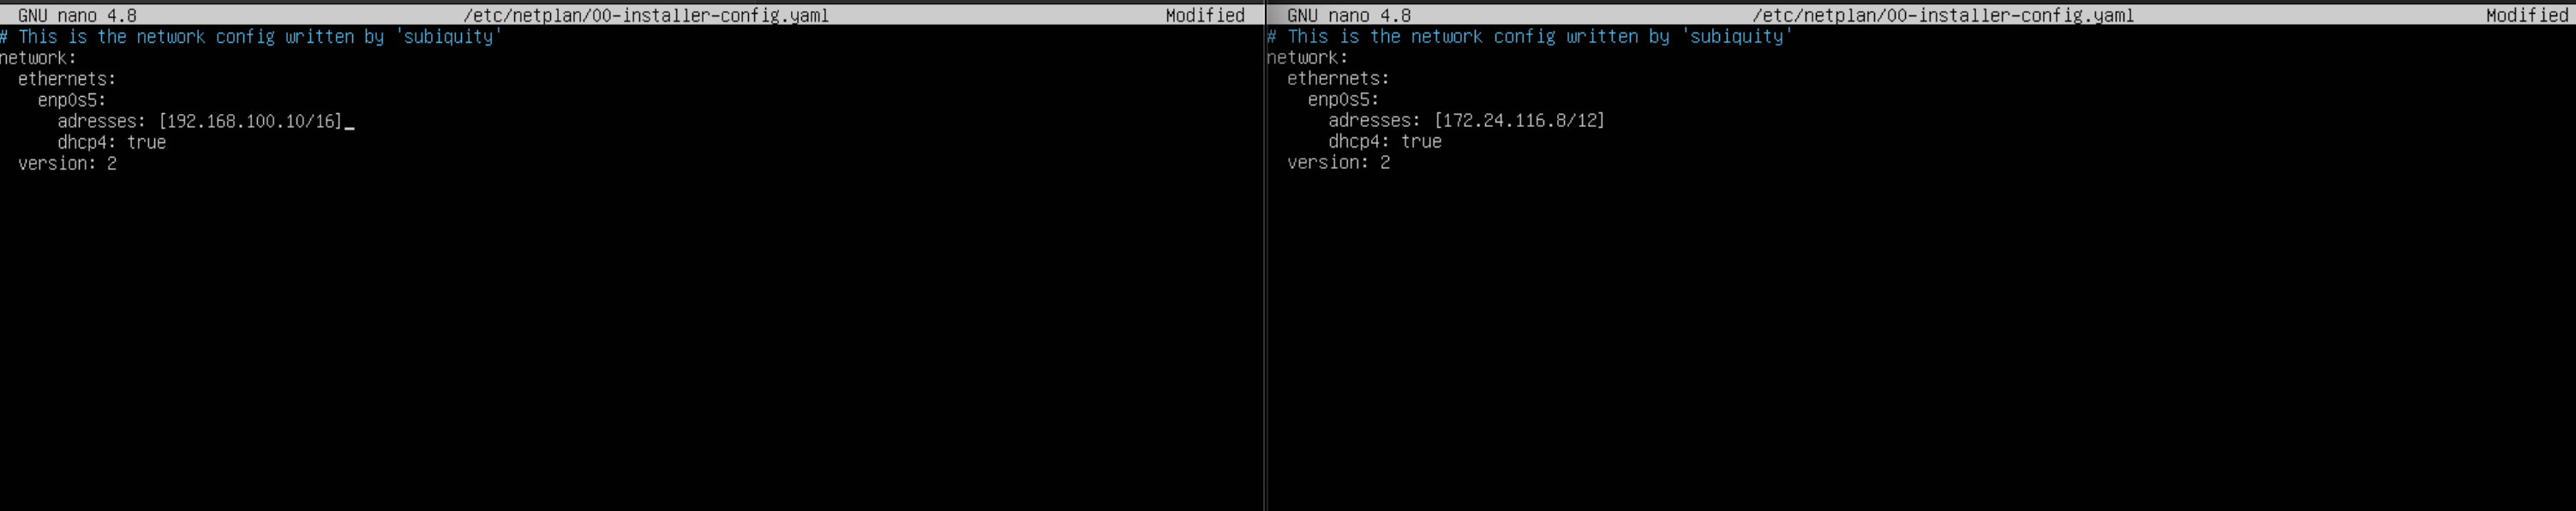 GNU nano 4.8 /etc/netplan/00-installer-config.yaml Modified
# This is the network config written by 'subiquity'
network:
  ethernets:
    enp0s5:
      adresses: [192.168.100.10/16]_
      dhcp4: true
  version: 2
GNU nano 4.8 /etc/netplan/00-installer-config.yaml Modified
# This is the network config written by 'subiquity'
network:
  ethernets:
    enp0s5:
      adresses: [172.24.116.8/12]
      dhcp4: true
  version: 2